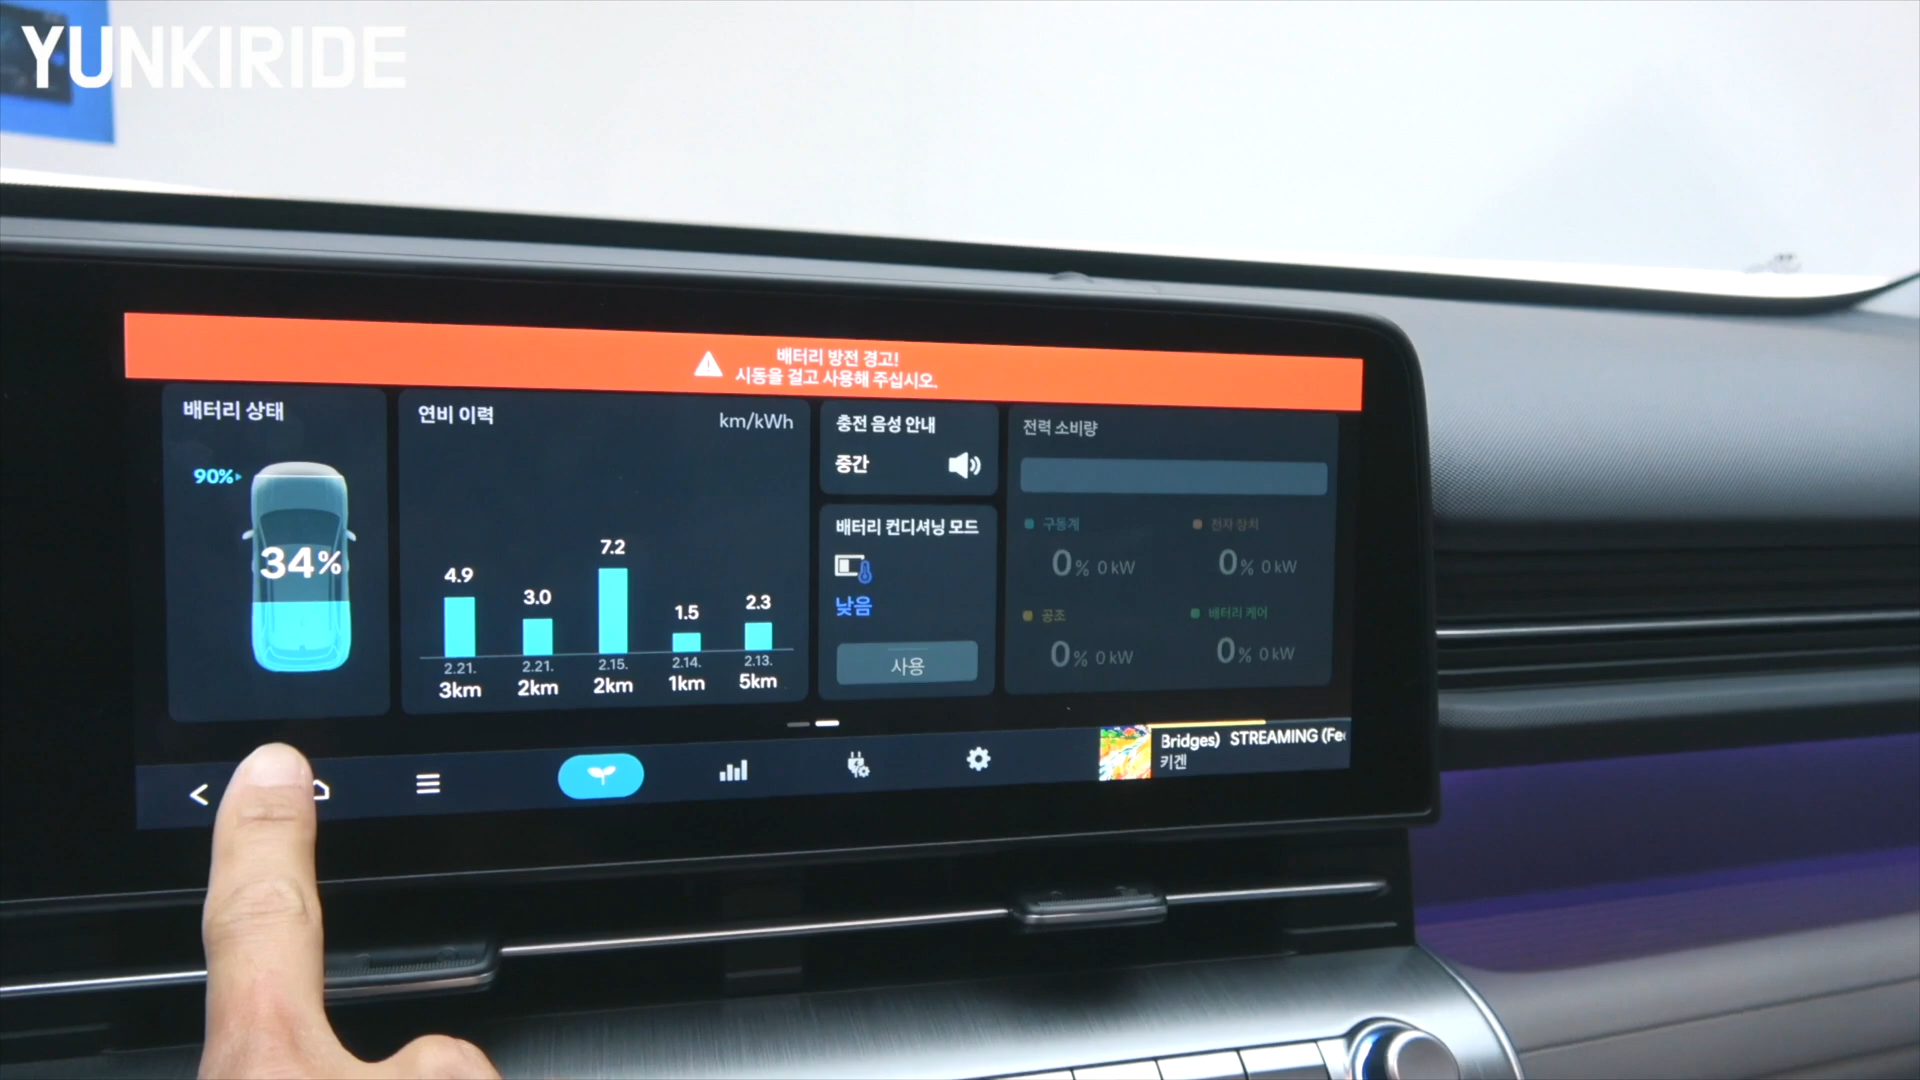 YUNKIRIDE
배터리 방전 경고!
시동을 걸고 사용해 주십시오.
배터리 상태
90%
34%
연비 이력
km/kWh
4.9
3.0
7.2
1.5
2.3
2.21.
2.21.
2.15.
2.14.
2.13.
3km
2km
2km
1km
5km
충전 음성 안내
중간
배터리 컨디셔닝 모드
낮음
사용
전력 소비량
구동계
0% 0 kW
전자 장치
0% 0 kW
공조
0% 0 kW
배터리 케어
0% 0 kW
Bridges) STREAMING (Fe
키겐